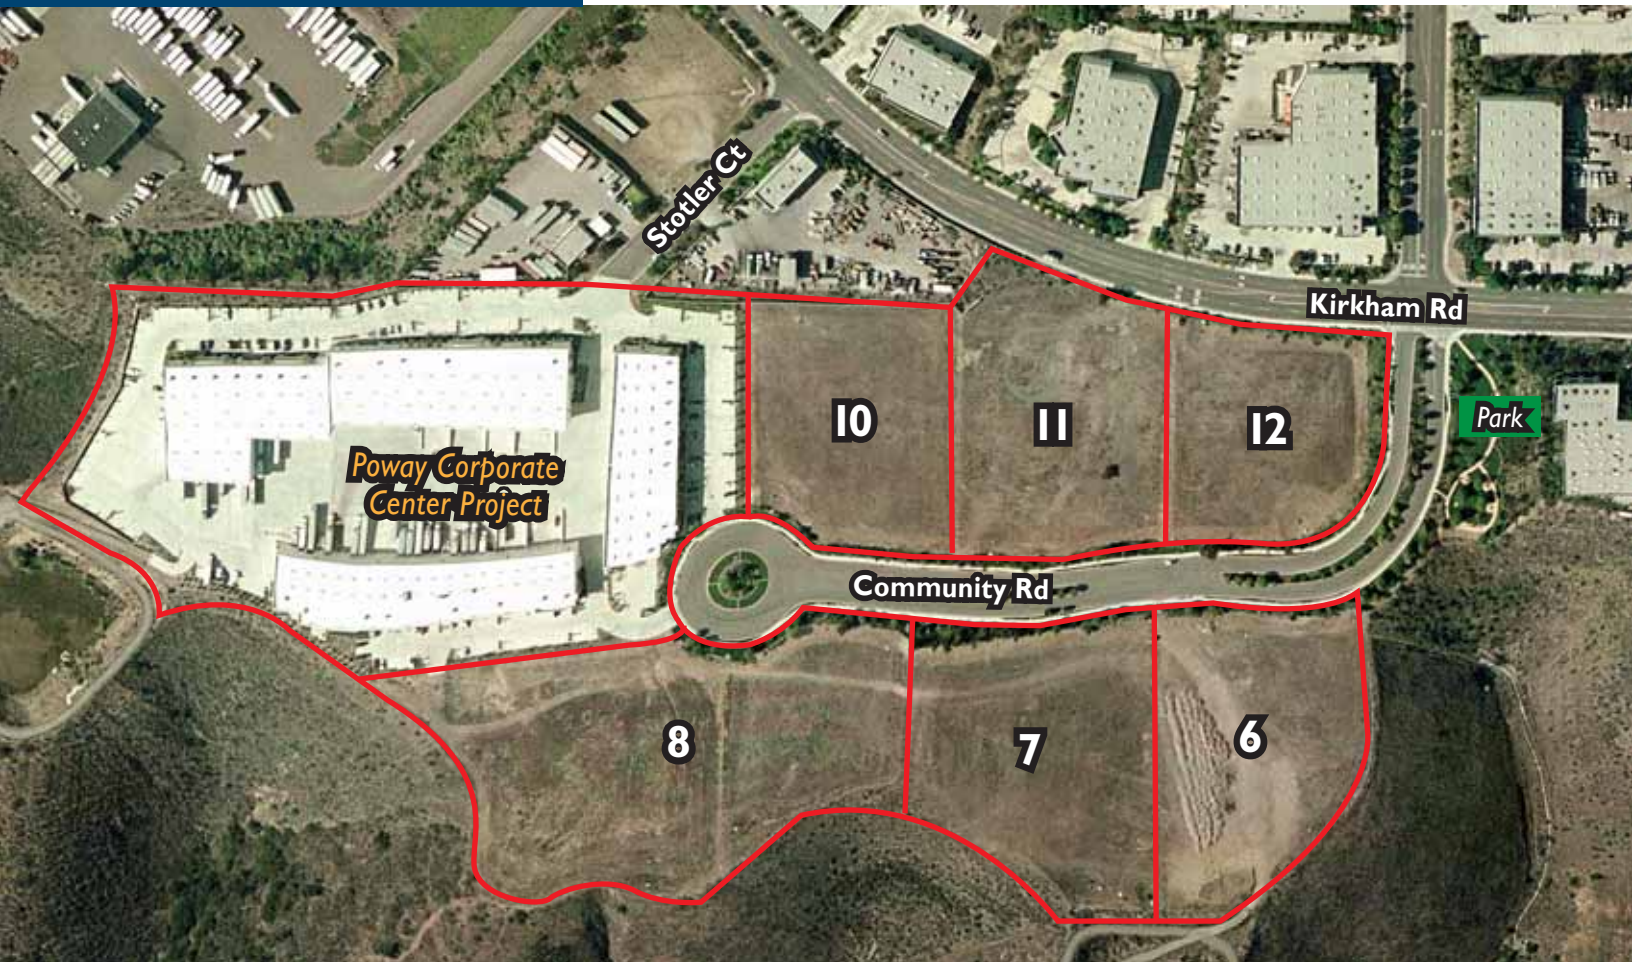 Stotler Ct
Kirkham Rd
Park
10
11
12
Poway Corporate
Center Project
Community Rd
8
7
6